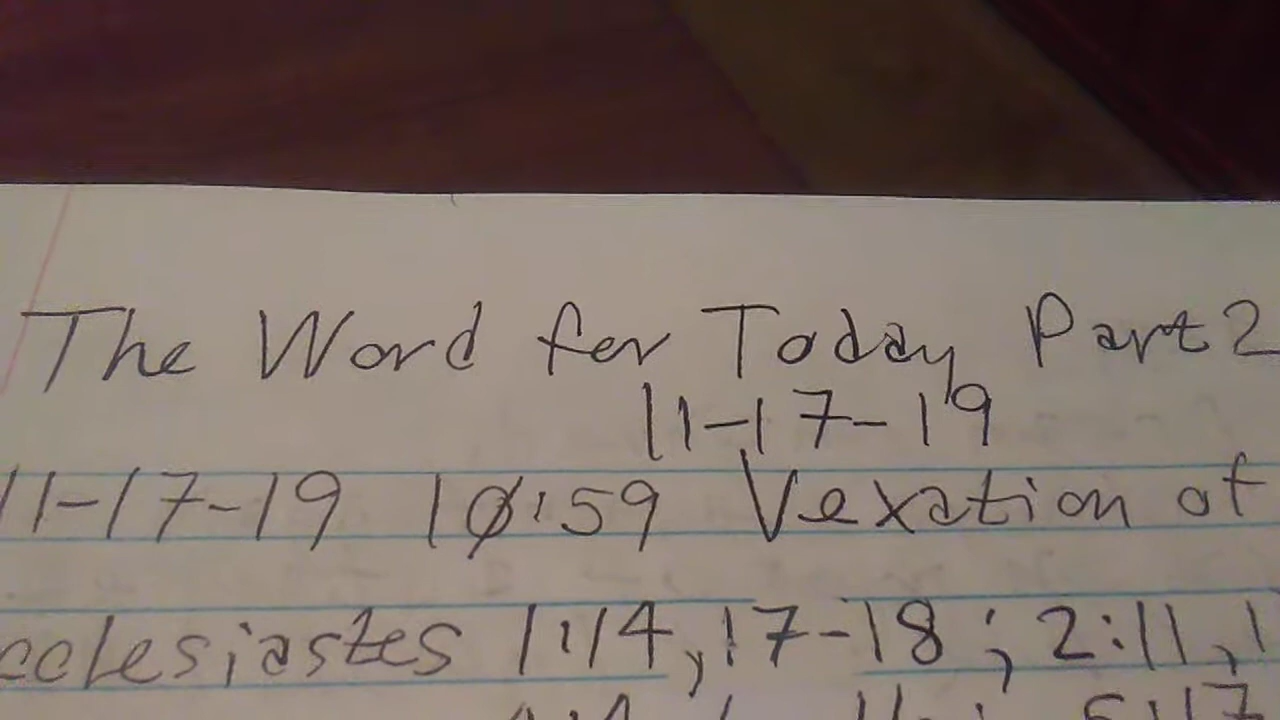 The Word for Today Part 2
11-17-19
11-17-19 10:59 Vexation of
cclesiastes 1:14, 17-18; 2:11, 1